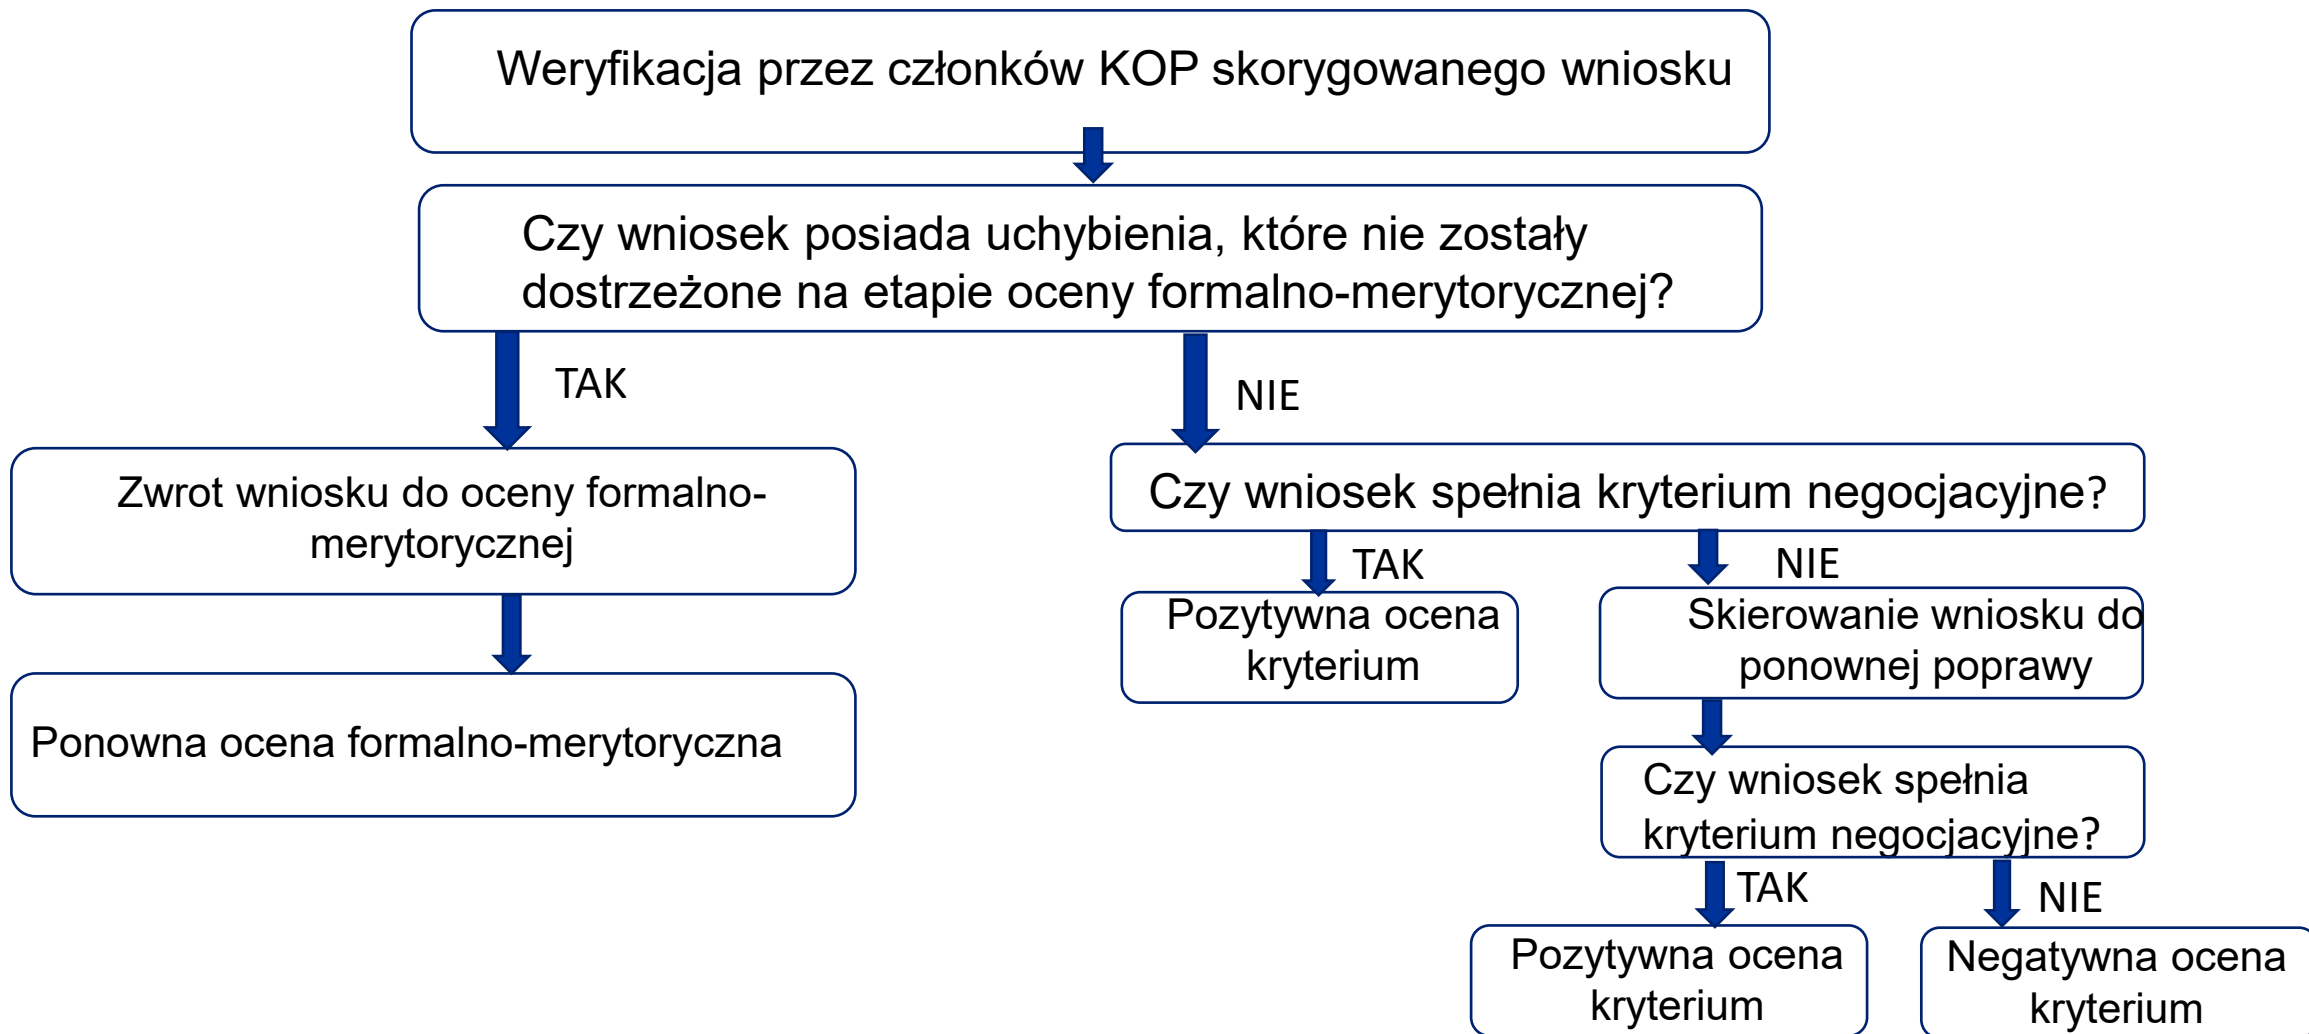 Weryfikacja przez członków KOP skorygowanego wniosku
Czy wniosek posiada uchybienia, które nie zostały
dostrzeżone na etapie oceny formalno-merytorycznej?
TAK
NIE
Zwrot wniosku do oceny formalno-
merytorycznej
Ponowna ocena formalno-merytoryczna
Czy wniosek spełnia kryterium negocjacyjne?
TAK
NIE
Pozytywna ocena
kryterium
Skierowanie wniosku do
ponownej poprawy
Czy wniosek spełnia
kryterium negocjacyjne?
TAK
NIE
Pozytywna ocena
kryterium
Negatywna ocena
kryterium